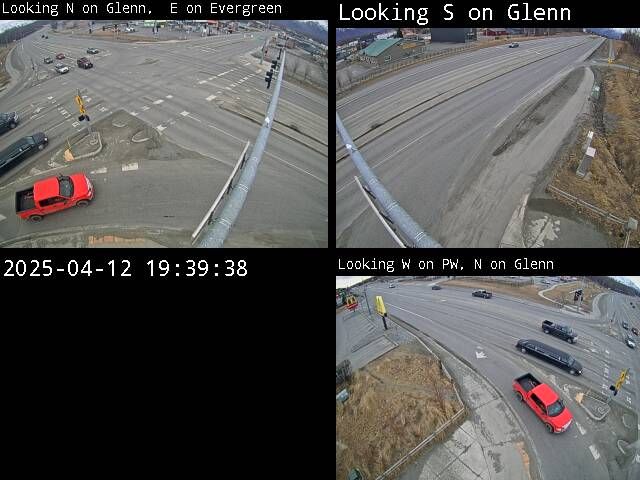 Looking N on Glenn,  E on Evergreen
Looking S on Glenn
2025-04-12 19:39:38
Looking W on PW, N on Glenn